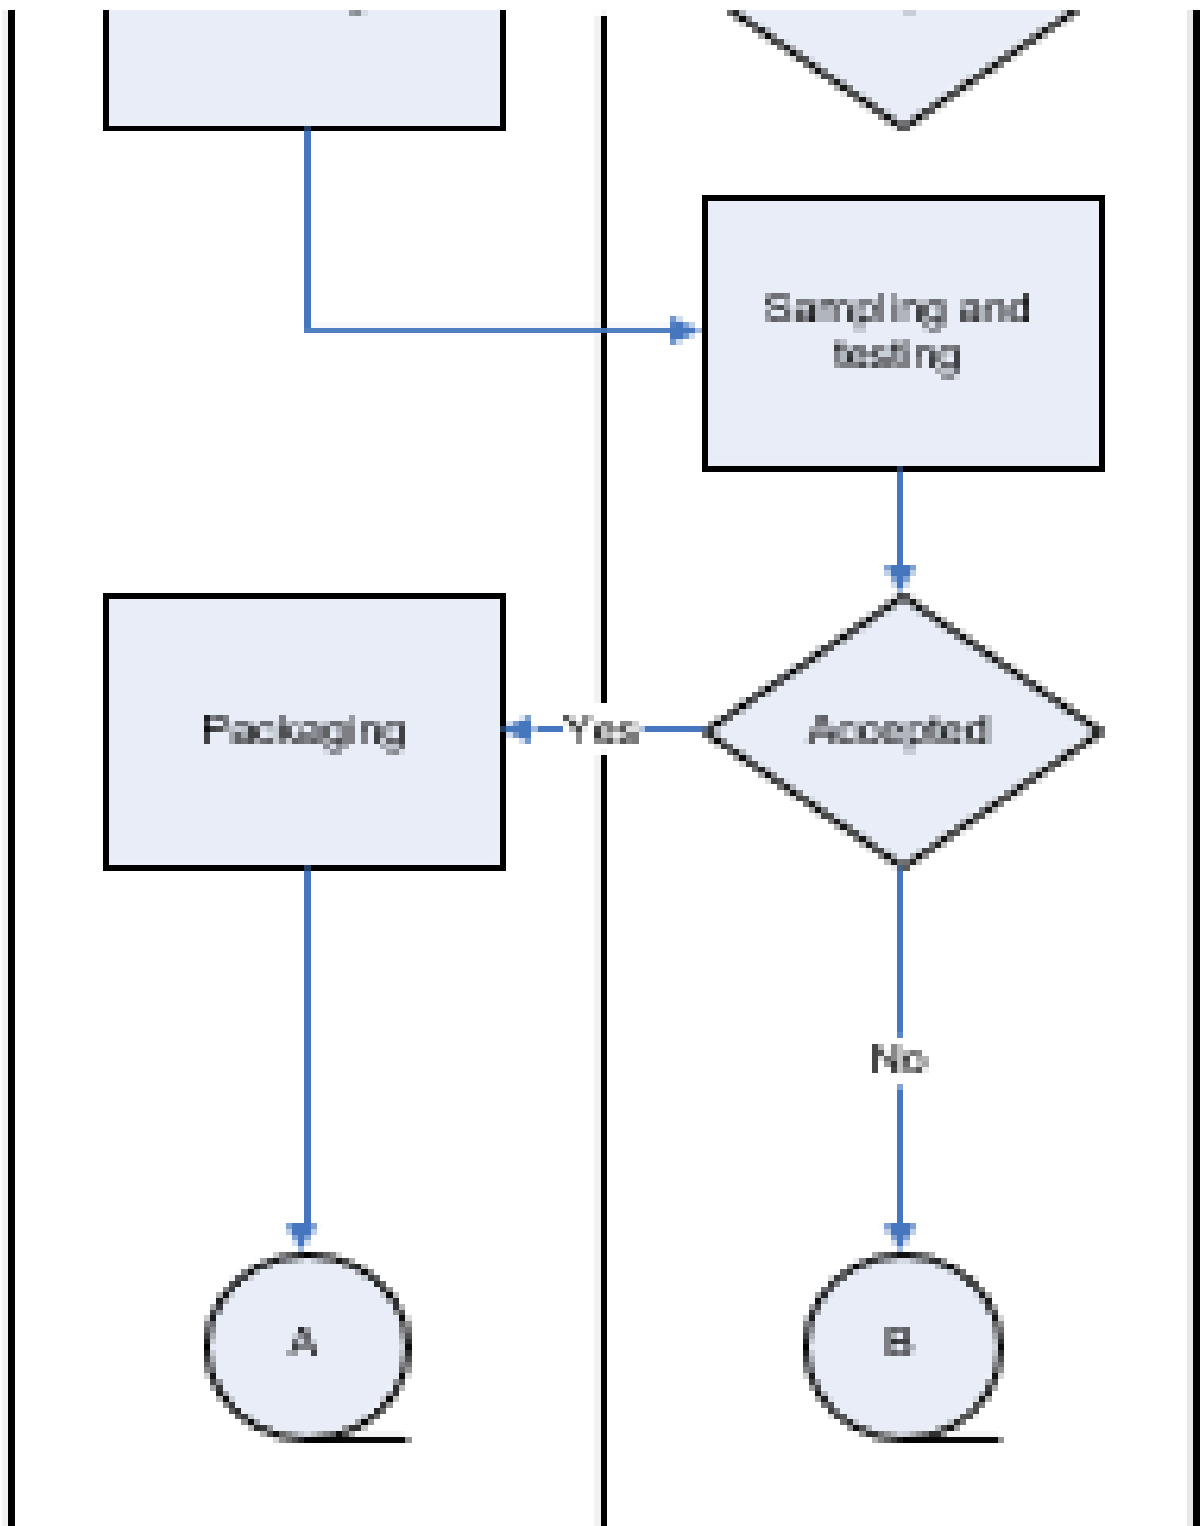 Sampling and
testing
Packaging
Yes
Accepted
No
A
B